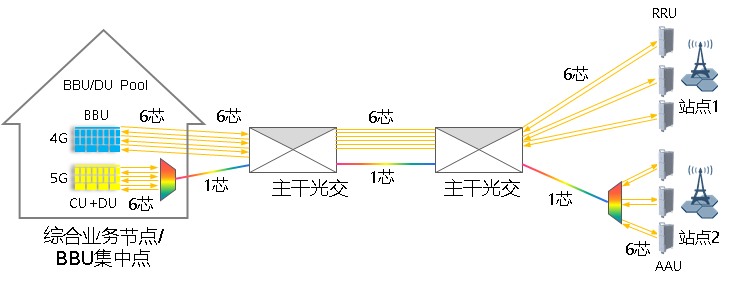 RRU
BBU/DU Pool
6芯
BBU
6芯
6芯
6芯
站点1
4G
5G
1芯
主干光交
1芯
主干光交
1芯
CU+DU
6芯
站点2
综合业务节点/
BBU集中点
6芯
AAU